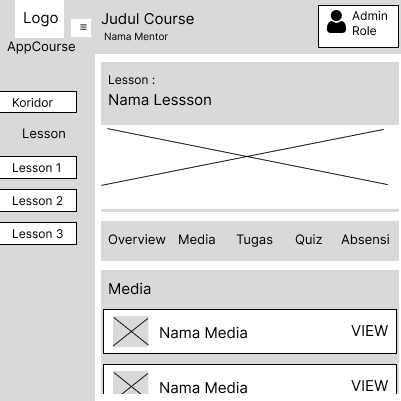 Logo
AppCourse
Judul Course
Nama Mentor
Admin
Role
Koridor
Lesson
Lesson 1
Lesson 2
Lesson 3
Lesson :
Nama Lessson
Overview Media Tugas Quiz Absensi
Media
Nama Media VIEW
Nama Media VIEW